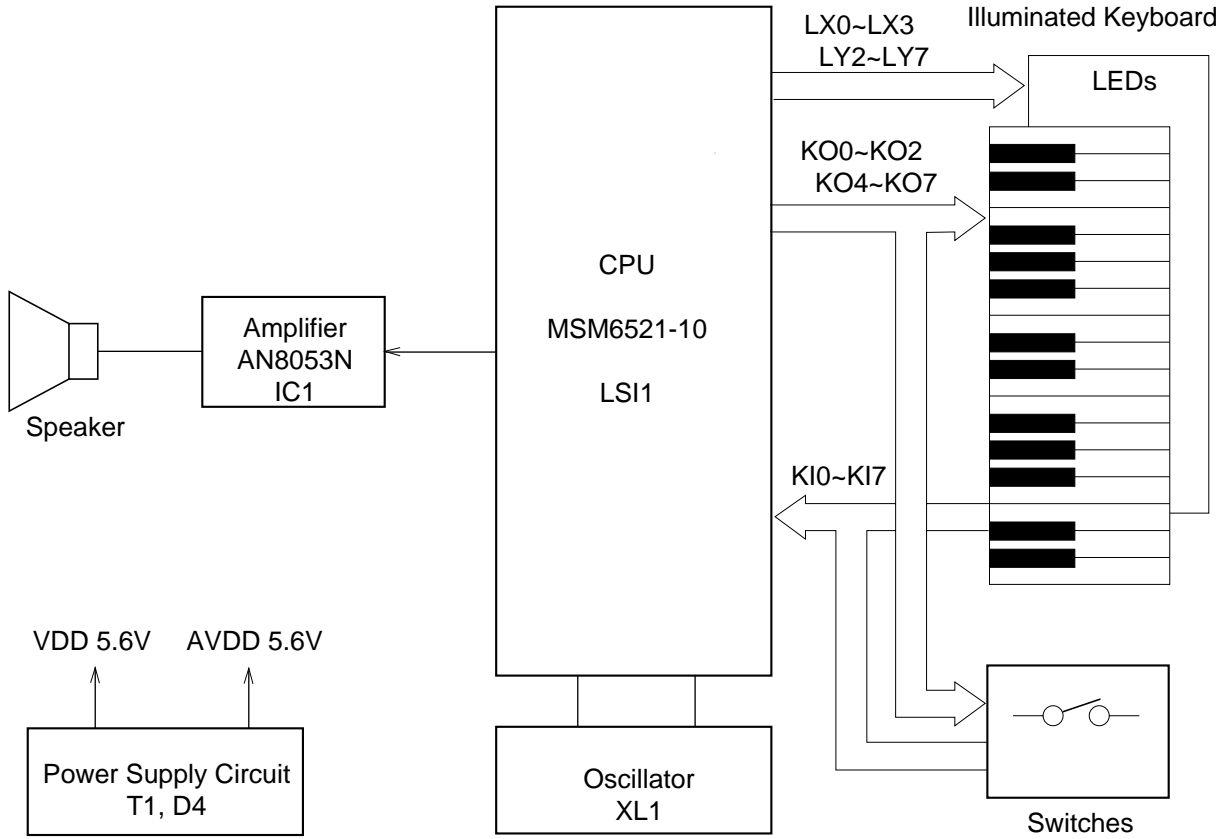 LX0~LX3
LY2~LY7
Illuminated Keyboard
LEDs
KO0~KO2
KO4~KO7
CPU
MSM6521-10
LSI1
Amplifier
AN8053N
IC1
Speaker
KI0~KI7
VDD 5.6V
AVDD 5.6V
Power Supply Circuit
T1, D4
Oscillator
XL1
Switches